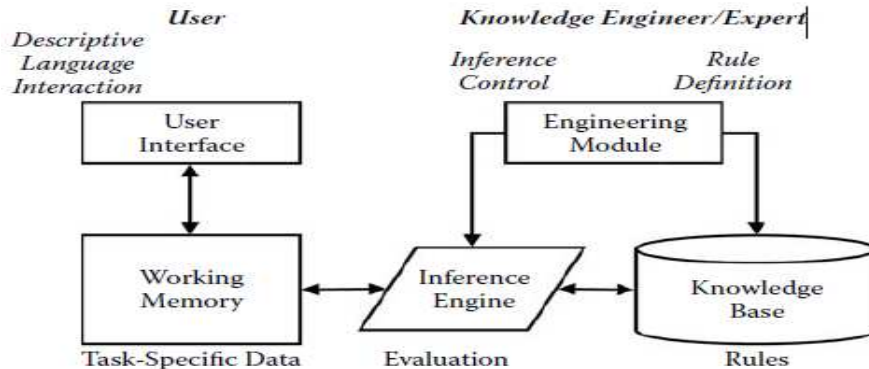 User
Knowledge Engineer/Expert
Descriptive
Language
Interaction
Inference
Control
Rule
Definition
User
Interface
Engineering
Module
Working
Memory
Inference
Engine
Knowledge
Base
Task-Specific Data
Evaluation
Rules